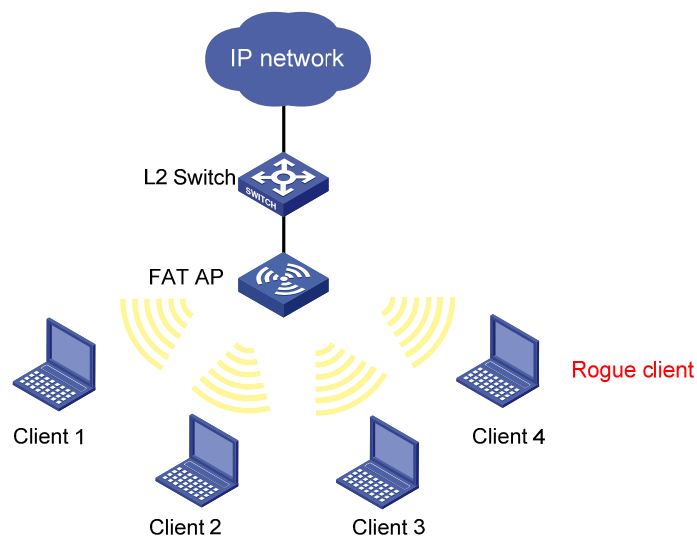 IP network
L2 Switch
SWITCH
FAT AP
Rogue client
Client 1
Client 4
Client 2
Client 3